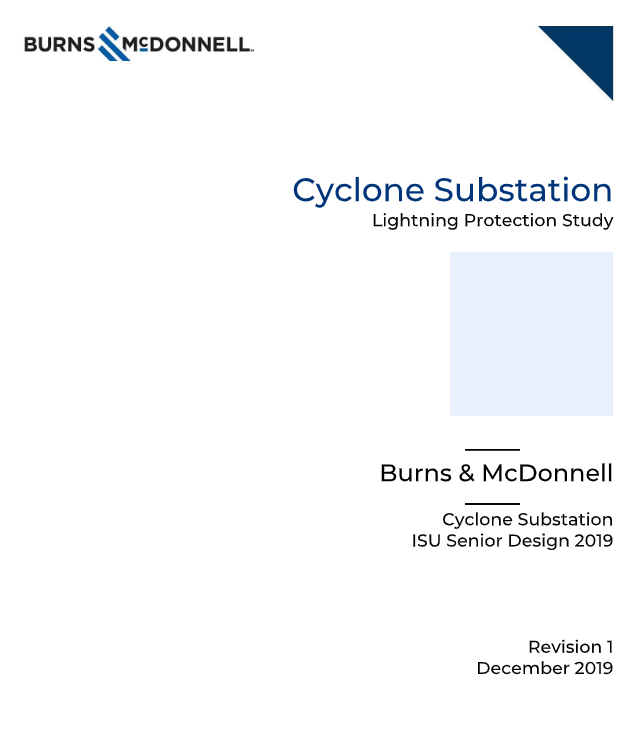 BURNS McDONNELL
Cyclone Substation
Lightning Protection Study
Burns & McDonnell
Cyclone Substation
ISU Senior Design 2019
Revision 1
December 2019